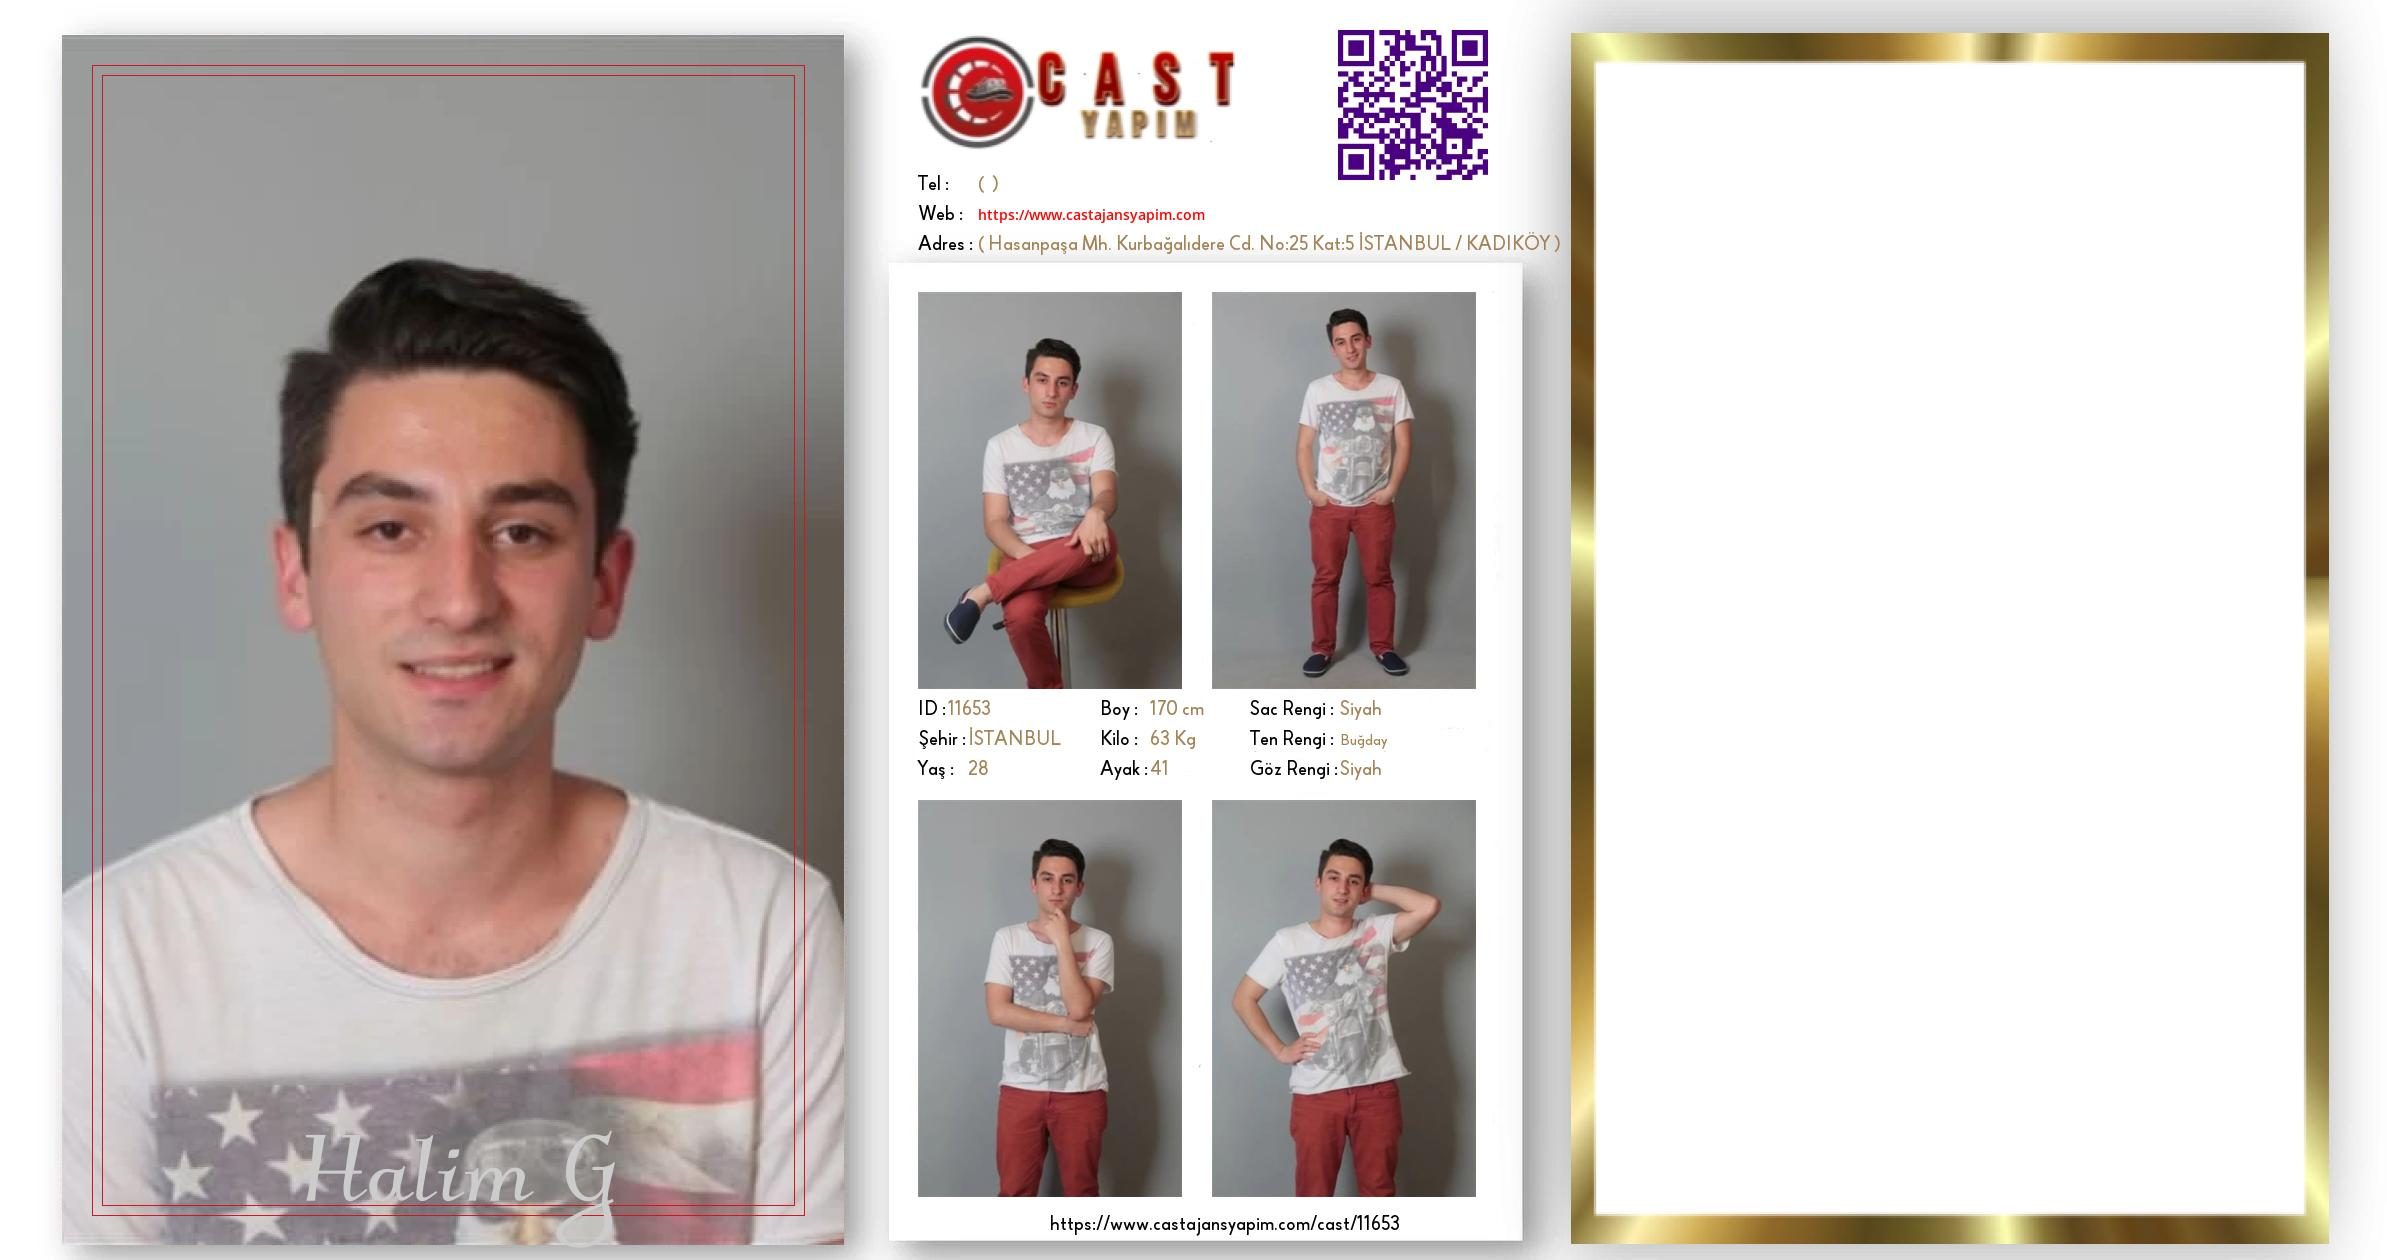 Halim G
CAST
YAPIM
Tel : ( )
Web : https://www.castajansyapim.com
Adres : ( Hasanpaşa Mh. Kurbağalıdere Cd. No:25 Kat:5 İSTANBUL / KADIKÖY )
ID : 11653 Boy : 170 cm Sac Rengi : Siyah
Şehir : İSTANBUL Kilo : 63 Kg Ten Rengi : Buğday
Yaş : 28 Ayak : 41 Göz Rengi : Siyah
https://www.castajansyapim.com/cast/11653